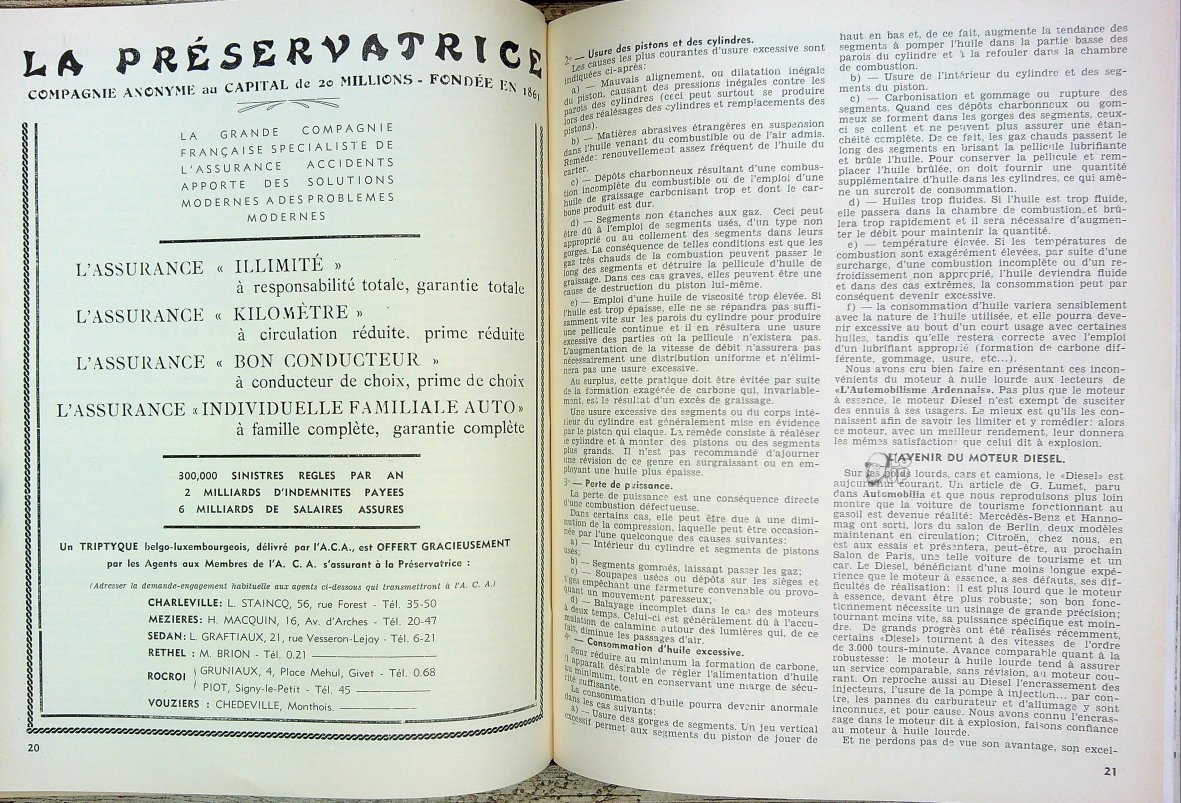 LA PRÉSERVATRICE
COMPAGNIE ANONYME au CAPITAL de 20 MILLIONS - FONDÉE EN 1861
LA GRANDE COMPAGNIE
FRANÇAISE SPECIALISTE DE
L'ASSURANCE ACCIDENTS
APPORTE DES SOLUTIONS
MODERNES A DES PROBLEMES
MODERNES
L'ASSURANCE « ILLIMITÉ »
à responsabilité totale, garantie totale
L'ASSURANCE « KILOMÈTRE »
à circulation réduite, prime réduite
L'ASSURANCE « BON CONDUCTEUR »
à conducteur de choix, prime de choix
L'ASSURANCE « INDIVIDUELLE FAMILIALE AUTO »
à famille complète, garantie complète
300,000 SINISTRES REGLES PAR AN
2 MILLIARDS D'INDEMNITES PAYEES
6 MILLIARDS DE SALAIRES ASSURES
Un TRIPTYQUE belgo-luxembourgeois, délivré par l'A.C.A., est OFFERT GRACIEUSEMENT
par les Agents aux Membres de l'A. C. A. s'assurant à la Préservatrice :
(Adresser la demande-engagement habituelle aux agents ci-dessous qui transmettront à l'A. C. A.)
CHARLEVILLE: L. STAINCQ, 56, rue Forest - Tél. 35-50
MEZIERES : H. MACQUIN, 16, Av. d'Arches - Tél. 20-47
SEDAN: L. GRAFTIAUX, 21, rue Vesseron-Lejoy - Tél. 6-21
RETHEL : M. BRION - Tél. 0.21
ROCROI
GRUNIAUX, 4, Place Mehul, Givet - Tél. 0.68
PIOT, Signy-le-Petit - Tél. 45
VOUZIERS : CHEDEVILLE, Monthois.
20
2° — Usure des pistons et des cylindres.
Les causes les plus courantes d'usure excessive sont
indiquées ci-après:
a) — Mauvais alignement, ou dilatation inégale
du piston, causant des pressions inégales contre les
parois des cylindres (ceci peut surtout se produire
lors des réalésages des cylindres et remplacements des
pistons).
b) — Matières abrasives étrangères en suspension
dans l'huile venant du combustible ou de l'air admis.
Remède: renouvellement assez fréquent de l'huile du
carter.
c) — Dépôts charbonneux résultant d'une combus-
tion incomplète du combustible ou de l'emploi d'une
huile de graissage carbonisant trop et dont le car-
bone produit est dur.
d) — Segments non étanches aux gaz. Ceci peut
être dû à l'emploi de segments usés, d'un type non
approprié ou au collement des segments dans leurs
gorges. La conséquence de telles conditions est que les
gaz très chauds de la combustion peuvent passer le
long des segments et détruire la pellicule d'huile de
graissage. Dans ces cas graves, elles peuvent être une
cause de destruction du piston lui-même.
e) — Emploi d'une huile de viscosité trop élevée. Si
l'huile est trop épaisse, elle ne se répandra pas suffi-
samment vite sur les parois du cylindre pour produire
une pellicule continue et il en résultera une usure
excessive des parties où la pellicule n'existera pas.
L'augmentation de la vitesse de débit n'assurera pas
nécessairement une distribution uniforme et n'élimi-
nera pas une usure excessive.
Au surplus, cette pratique doit être évitée par suite
de la formation exagérée de carbone qui, invariable-
ment, est le résultat d'un excès de graissage.
Une usure excessive des segments ou du corps inté-
rieur du cylindre est généralement mise en évidence
par le piston qui claque. Le remède consiste à réaléser
le cylindre et à monter des pistons ou des segments
plus grands. Il n'est pas recommandé d'ajourner
une révision de ce genre en surgraissant ou en em-
ployant une huile plus épaisse.
3° — Perte de puissance.
La perte de puissance est une conséquence directe
d'une combustion défectueuse.
Dans certains cas, elle peut être due à une dimi-
nution de la compression, laquelle peut être occasion-
née par l'une quelconque des causes suivantes:
a) — Intérieur du cylindre et segments de pistons
usés;
b) — Segments gommés, laissant passer les gaz;
c) — Soupapes usées ou dépôts sur les sièges et
tiges empêchant une fermeture convenable ou provo-
quant un mouvement paresseux;
d) — Balayage incomplet dans le cas des moteurs
à deux temps. Celui-ci est généralement dû à l'accu-
mulation de calamine autour des lumières qui, de ce
fait, diminue les passages d'air.
4° — Consommation d'huile excessive.
Pour réduire au minimum la formation de carbone,
il apparaît désirable de régler l'alimentation d'huile
au minimum, tout en conservant une marge de sécu-
rité suffisante.
La consommation d'huile pourra devenir anormale
dans les cas suivants:
a) — Usure des gorges de segments. Un jeu vertical
excessif permet aux segments du piston de jouer de
haut en bas et, de ce fait, augmente la tendance des
segments à pomper l'huile dans la partie basse des
parois du cylindre et à la refouler dans la chambre
de combustion.
b) — Usure de l'intérieur du cylindre et des seg-
ments du piston.
c) — Carbonisation et gommage ou rupture des
segments. Quand ces dépôts charbonneux ou gom-
meux se forment dans les gorges des segments, ceux-
ci se collent et ne peuvent plus assurer une étan-
chéité complète. De ce fait, les gaz chauds passent le
long des segments en brisant la pellicule lubrifiante
et brûle l'huile. Pour conserver la pellicule et rem-
placer l'huile brûlée, on doit fournir une quantité
supplémentaire d'huile dans les cylindres, ce qui amè-
ne un surcroit de consommation.
d) — Huiles trop fluides. Si l'huile est trop fluide,
elle passera dans la chambre de combustion et brû-
lera trop rapidement et il sera nécessaire d'augmen-
ter le débit pour maintenir la quantité.
e) — température élevée. Si les températures de
combustion sont exagérément élevées, par suite d'une
surcharge, d'une combustion incomplète ou d'un re-
froidissement non approprié, l'huile deviendra fluide
et dans des cas extrêmes, la consommation peut par
conséquent devenir excessive.
f) — la consommation d'huile variera sensiblement
avec la nature de l'huile utilisée, et elle pourra deve-
nir excessive au bout d'un court usage avec certaines
huiles, tandis qu'elle restera correcte avec l'emploi
d'un lubrifiant approprié (formation de carbone dif-
férente, gommage, usure, etc...).
Nous avons cru bien faire en présentant ces incon-
vénients du moteur à huile lourde aux lecteurs de
«L'Automobilisme Ardennais». Pas plus que le moteur
à essence, le moteur Diesel n'est exempt de susciter
des ennuis à ses usagers. Le mieux est qu'ils les con-
naissent afin de savoir les limiter et y remédier: alors
ce moteur, avec un meilleur rendement, leur donnera
les mêmes satisfactions que celui dit à explosion.
L'AVENIR DU MOTEUR DIESEL.
Sur les poids lourds, cars et camions, le «Diesel» est
aujourd'hui courant. Un article de G. Lumet, paru
dans Automobilia et que nous reproduisons plus loin
montre que la voiture de tourisme fonctionnant au
gasoil est devenue réalité: Mercédès-Benz et Hanno-
mag ont sorti, lors du salon de Berlin, deux modèles
maintenant en circulation; Citroën, chez nous, en
est aux essais et présentera, peut-être, au prochain
Salon de Paris, une telle voiture de tourisme et un
car. Le Diesel, bénéficiant d'une moins longue expé-
rience que le moteur à essence, a ses défauts, ses dif-
ficultés de réalisation: il est plus lourd que le moteur
à essence, devant être plus robuste; son bon fonc-
tionnement nécessite un usinage de grande précision;
tournant moins vite, sa puissance spécifique est moin-
dre. De grands progrès ont été réalisés récemment,
certains «Diesel» tournent à des vitesses de l'ordre
de 3.000 tours-minute. Avance comparable quant à la
robustesse: le moteur à huile lourde tend à assurer
un service comparable, sans révision, au moteur cou-
rant. On reproche aussi au Diesel l'encrassement des
injecteurs, l'usure de la pompe à injection... par con-
tre, les pannes du carburateur et d'allumage y sont
inconnues, et pour cause. Nous avons connu l'encras-
sage dans le moteur dit à explosion, faisons confiance
au moteur à huile lourde.
Et ne perdons pas de vue son avantage, son excel-
21